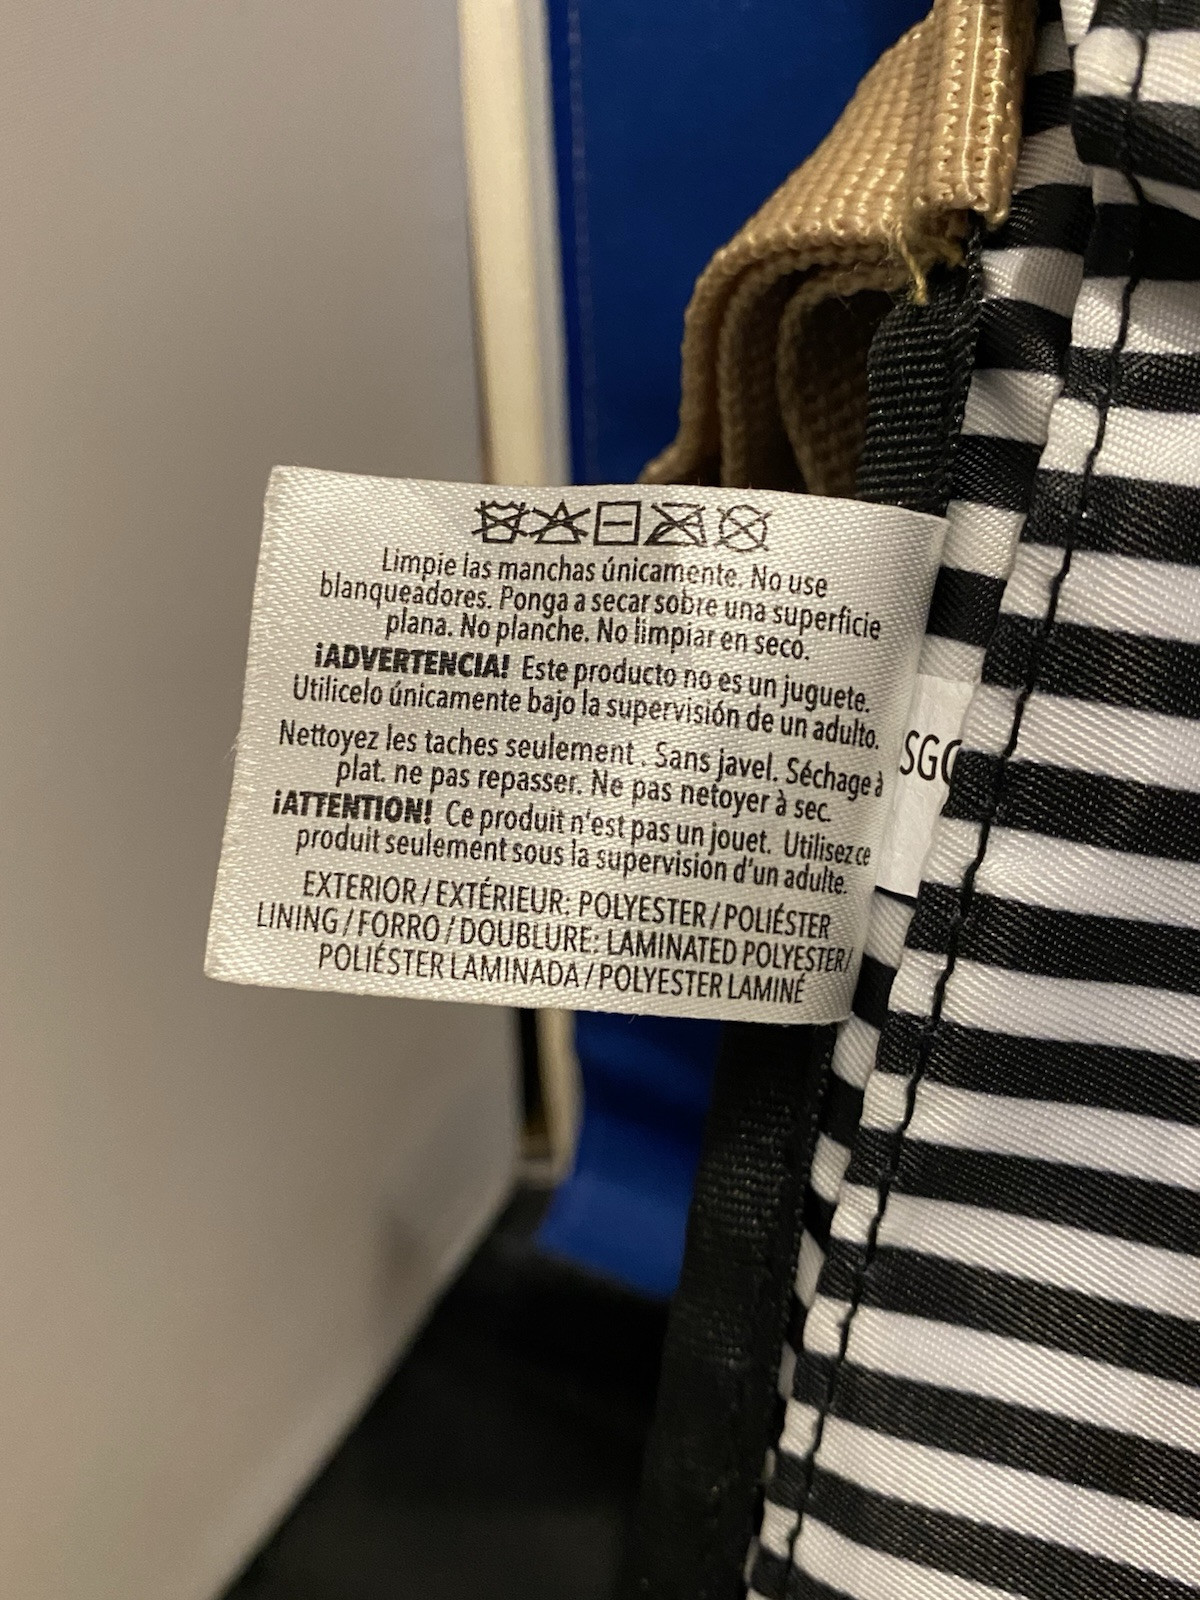 Limpie las manchas únicamente. No use
blanqueadores. Ponga a secar sobre una superficie
plana. No planche. No limpiar en seco.
¡ADVERTENCIA! Este producto no es un juguete.
Utilicelo únicamente bajo la supervisión de un adulto.
Nettoyez les taches seulement . Sans javel. Séchage à
plat. ne pas repasser. Ne pas netoyer à sec.
¡ATTENTION! Ce produit n'est pas un jouet. Utilisez ce
produit seulement sous la supervision d'un adulte.
EXTERIOR / EXTÉRIEUR: POLYESTER / POLIÉSTER
LINING / FORRO / DOUBLURE: LAMINATED POLYESTER/
POLIÉSTER LAMINADA / POLYESTER LAMINÉ